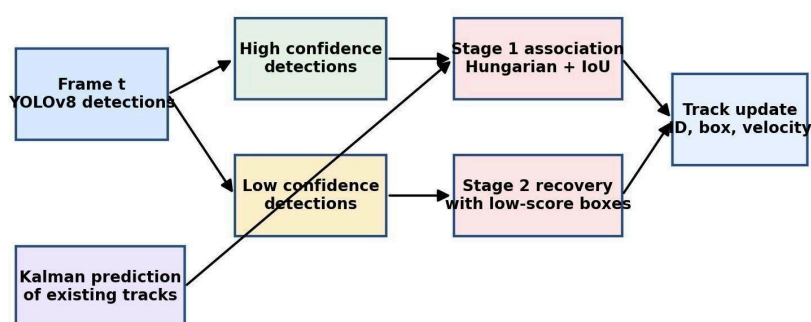 Frame t
YOLOv8 detections
High confidence
detections
Stage 1 association
Hungarian + IoU
Track update
ID, box, velocity
Low confidence
detections
Stage 2 recovery
with low-score boxes
Kalman prediction
of existing tracks